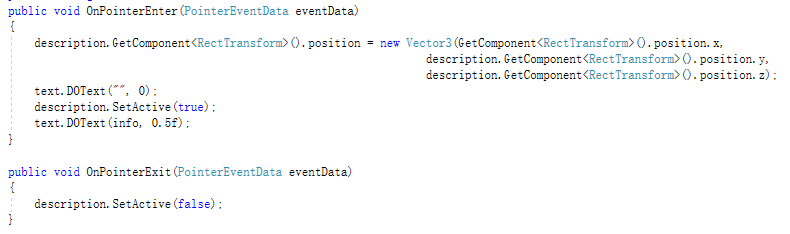 public void OnPointerEnter(PointerEventData eventData)
{
description.GetComponent<RectTransform>().position = new Vector3(GetComponent<RectTransform>().position.x,
description.GetComponent<RectTransform>().position.y,
description.GetComponent<RectTransform>().position.z);
text.DOText("", 0);
description.SetActive(true);
text.DOText(info, 0.5f);
}
public void OnPointerExit(PointerEventData eventData)
{
description.SetActive(false);
}